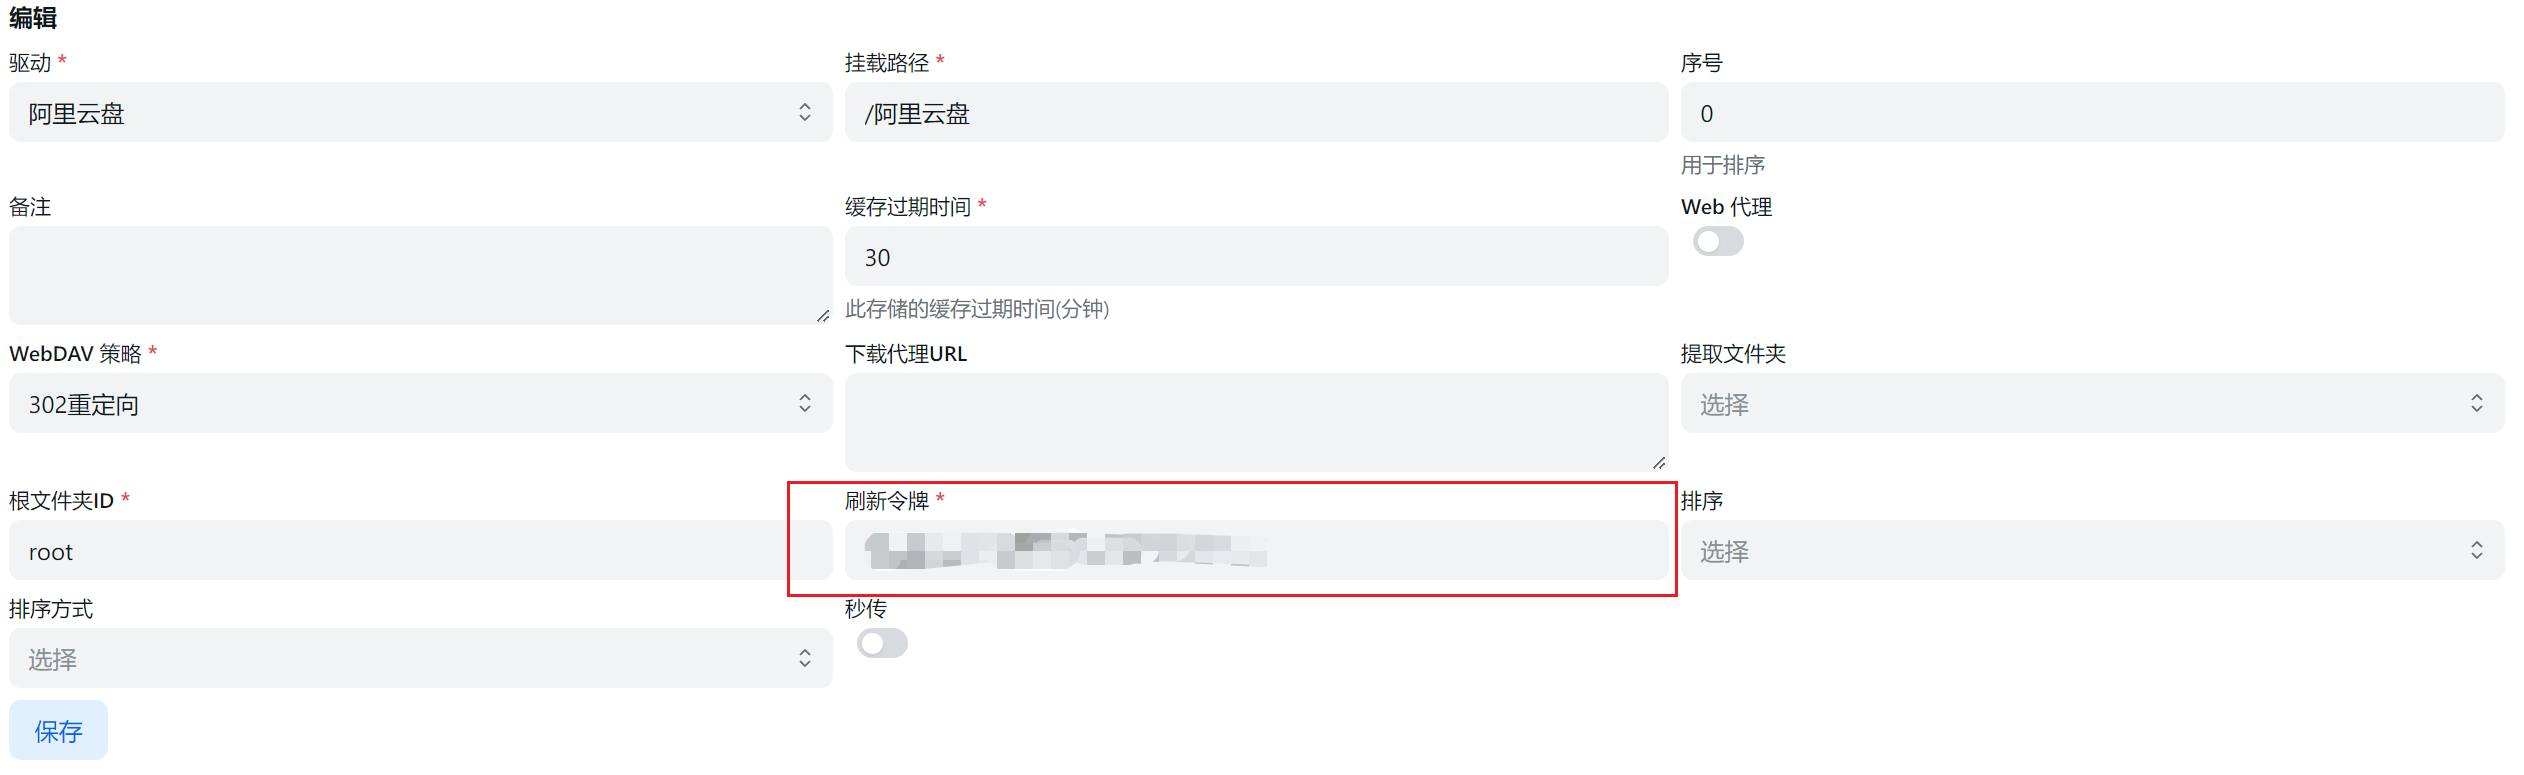 编辑
驱动 *
挂载路径 *
序号
阿里云盘
/阿里云盘
0
用于排序
备注
缓存过期时间 *
Web 代理
30
此存储的缓存过期时间(分钟)
WebDAV 策略 *
下载代理URL
提取文件夹
302重定向
选择
根文件夹ID *
刷新令牌 *
排序
root
选择
排序方式
秒传
选择
保存